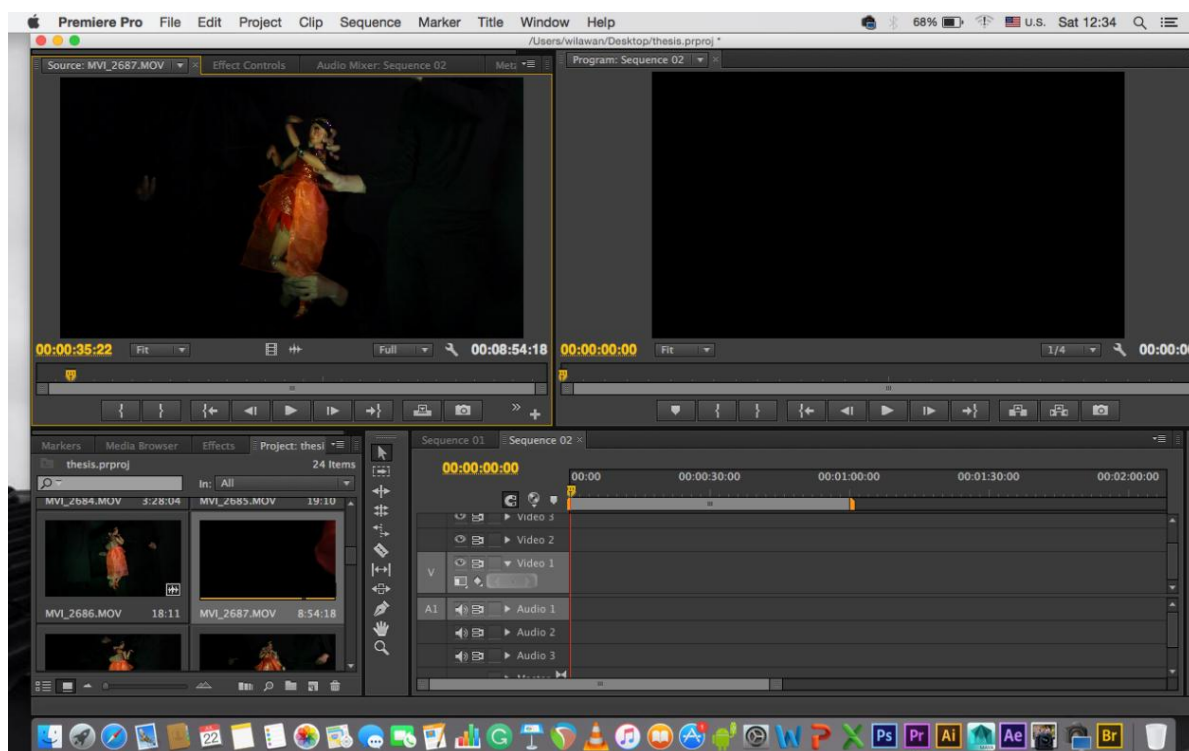 Premiere Pro File Edit Project Clip Sequence Marker Title Window Help 68% U.S. Sat 12:34
/Users/wilawan/Desktop/thesis.prproj *
Source: MVI_2687.MOV Effect Controls Audio Mixer: Sequence 02 Program: Sequence 02
00:00:35:22 Fit Full 00:08:54:18 00:00:00:00 Fit 1/4
Markers Media Browser Effects Project: thesi Sequence 01 Sequence 02
thesis.prproj 24 Items 00:00:00:00
In: All 00:00 00:00:30:00 00:01:00:00 00:01:30:00 00:02:00:00
MVI_2684.MOV 3:28:04 MVI_2685.MOV 19:10 Video 3
Video 2
V Video 1
MVI_2686.MOV 18:11 MVI_2687.MOV 8:54:18 A1 Audio 1
Audio 2
Audio 3
22 Ps Pr Ai Ae Br